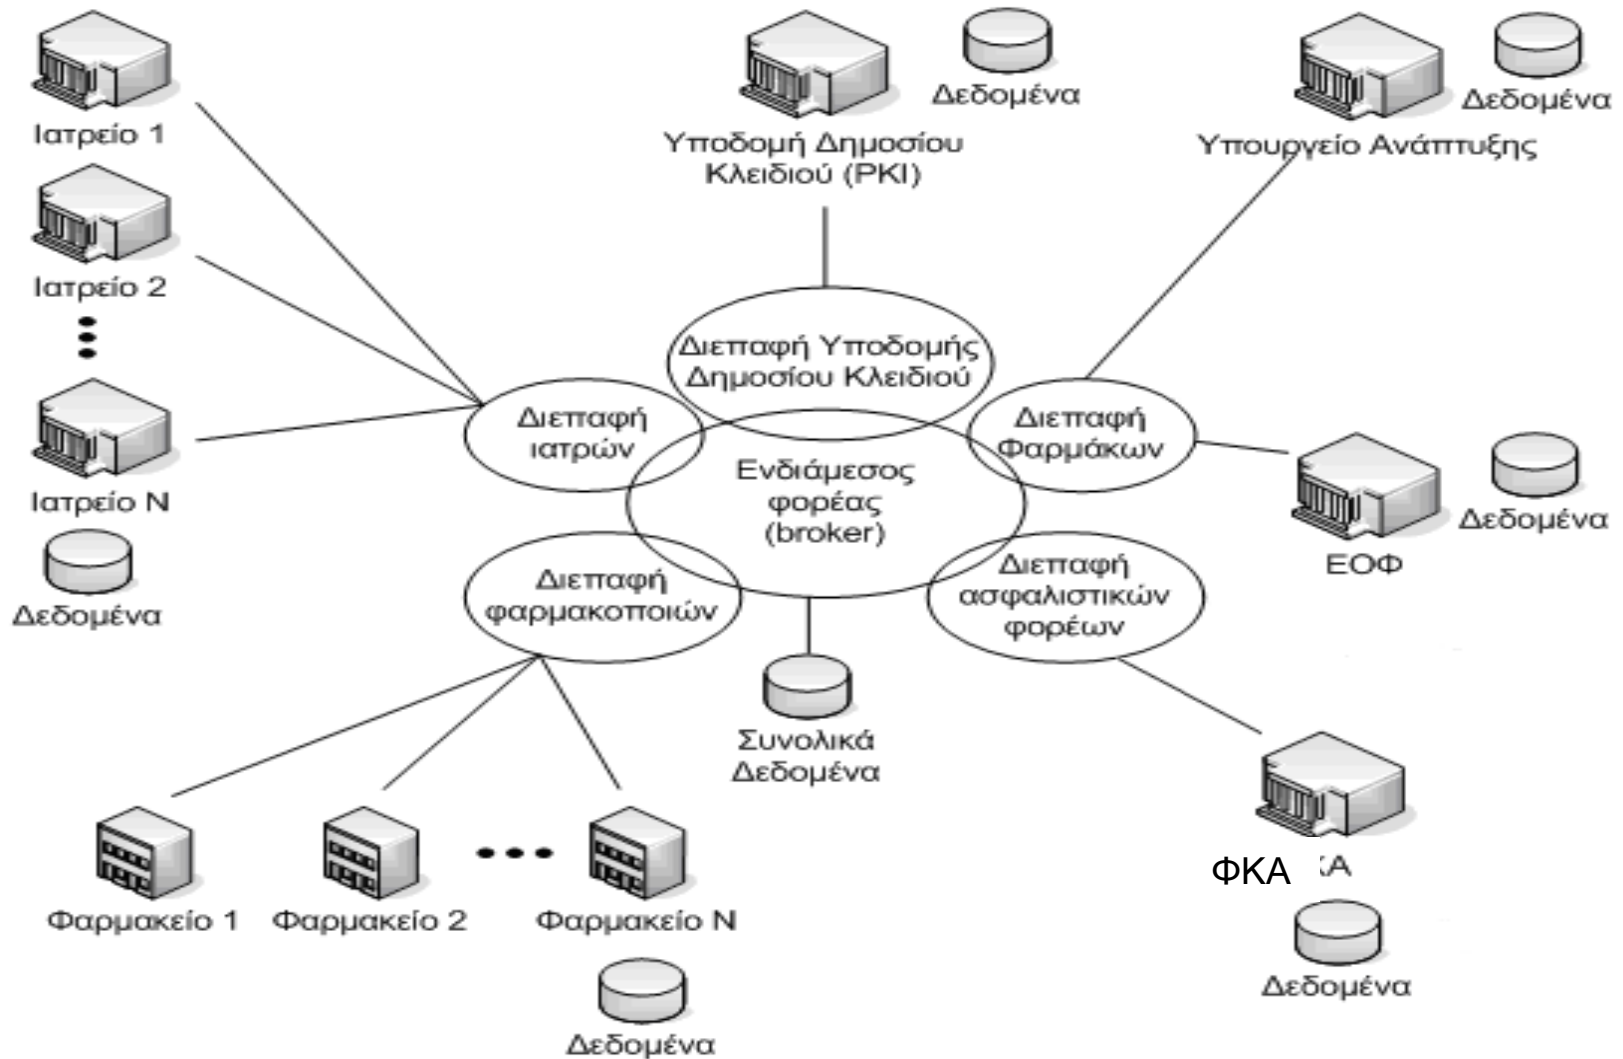 Ιατρείο 1
Ιατρείο 2
Ιατρείο Ν
Δεδομένα
Υποδομή Δημοσίου
Κλειδιού (PKI)
Δεδομένα
Υπουργείο Ανάπτυξης
Δεδομένα
Διεπαφή Υποδομής
Δημοσίου Κλειδιού
Διεπαφή
ιατρών
Διεπαφή
Φαρμάκων
Ενδιάμεσος
φορέας
(broker)
ΕΟΦ
Δεδομένα
Διεπαφή
φαρμακοποιών
Διεπαφή
ασφαλιστικών
φορέων
Συνολικά
Δεδομένα
Φαρμακείο 1
Φαρμακείο 2
Φαρμακείο Ν
Δεδομένα
ΦΚΑ
Δεδομένα